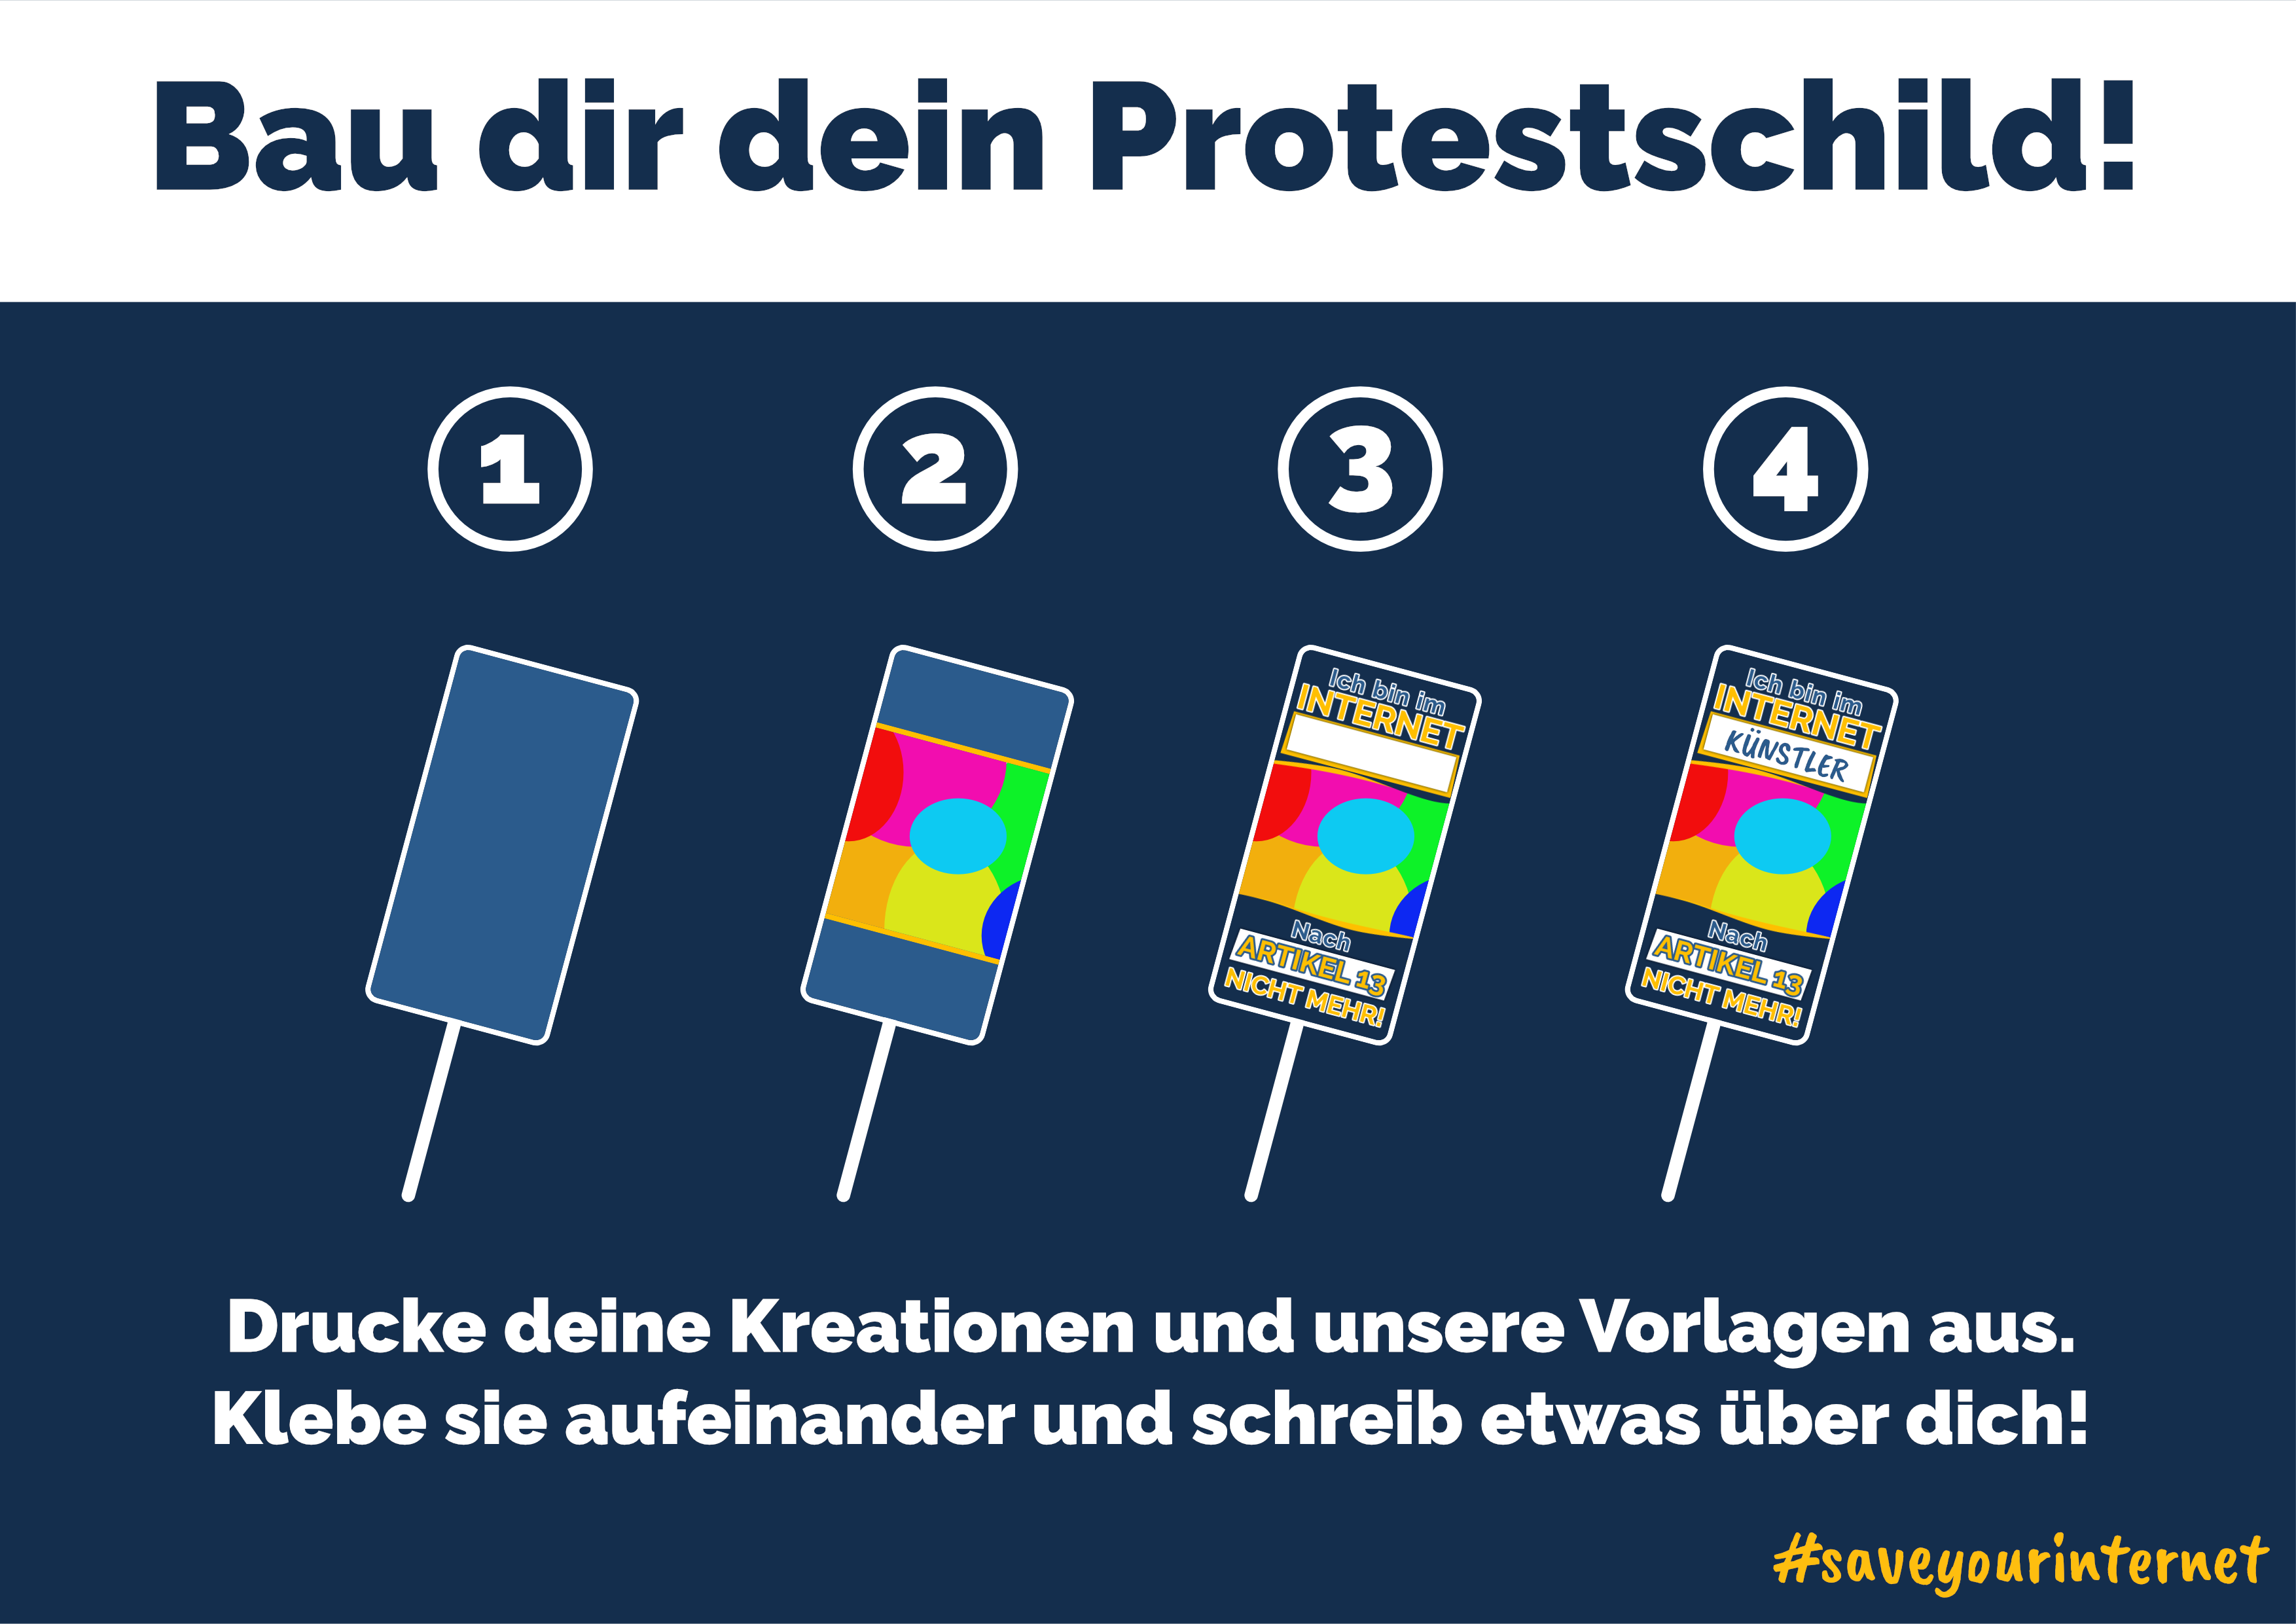 Bau dir dein Protestschild!
1
2
3
4
Ich bin im
INTERNET
Nach
ARTIKEL 13
NICHT MEHR!
Ich bin im
INTERNET
KÜNSTLER
Nach
ARTIKEL 13
NICHT MEHR!
Drucke deine Kreationen und unsere Vorlagen aus.
Klebe sie aufeinander und schreib etwas über dich!
#saveyourinternet